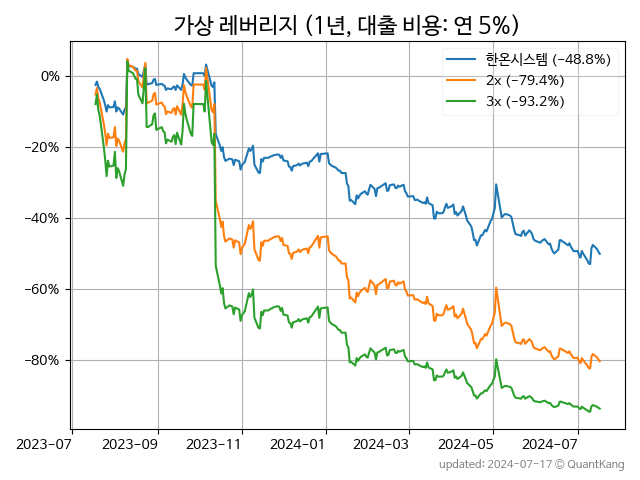 가상 레버리지 (1년, 대출 비용: 연 5%)
한온시스템 (−48.8%)
2x (−79.4%)
3x (−93.2%)
0%
−20%
−40%
−60%
−80%
2023-07 2023-09 2023-11 2024-01 2024-03 2024-05 2024-07
updated: 2024-07-17 © QuantKang